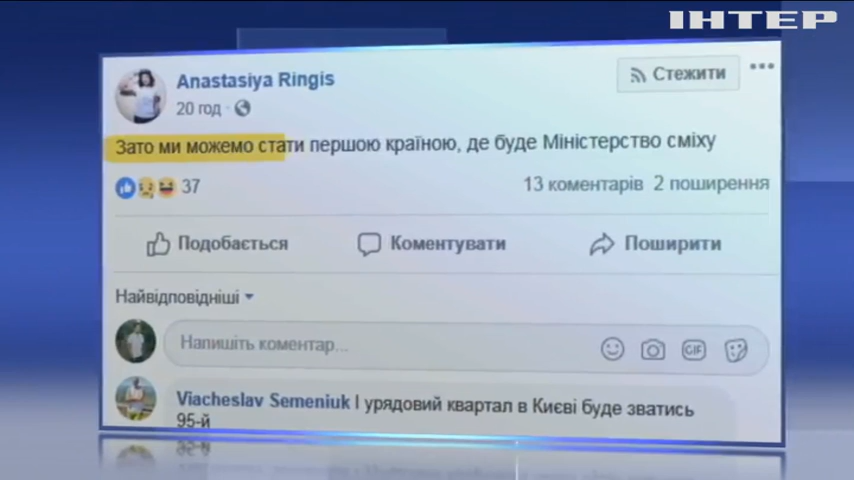 ІНТЕР
Anastasiya Ringis
Стежити
20 год
Зато ми можемо стати першою країною, де буде Міністерство сміху
37
13 коментарів 2 поширення
Подобається
Коментувати
Поширити
Найвідповідніші
Напишіть коментар...
GIF
Viacheslav Semeniuk І урядовий квартал в Києві буде зватись
95-й